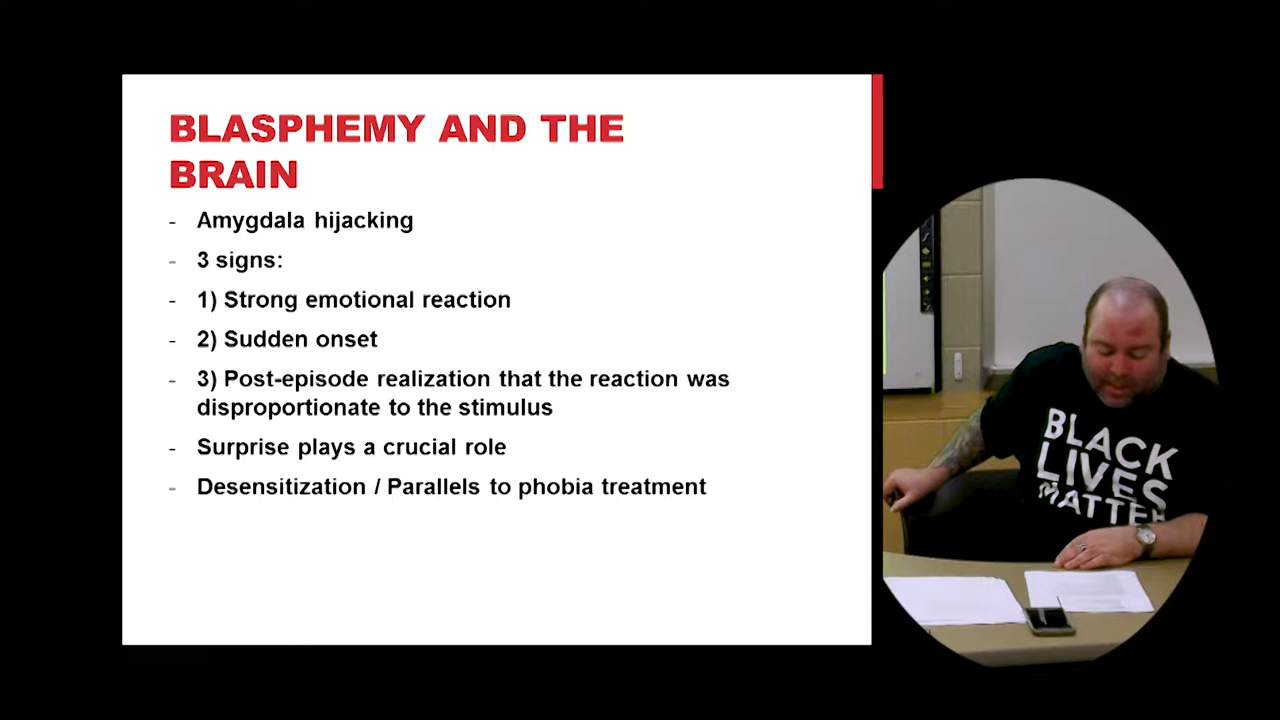 BLASPHEMY AND THE
BRAIN
- Amygdala hijacking
- 3 signs:
- 1) Strong emotional reaction
- 2) Sudden onset
- 3) Post-episode realization that the reaction was
disproportionate to the stimulus
- Surprise plays a crucial role
- Desensitization / Parallels to phobia treatment
BLACK
LIVES
MATTER